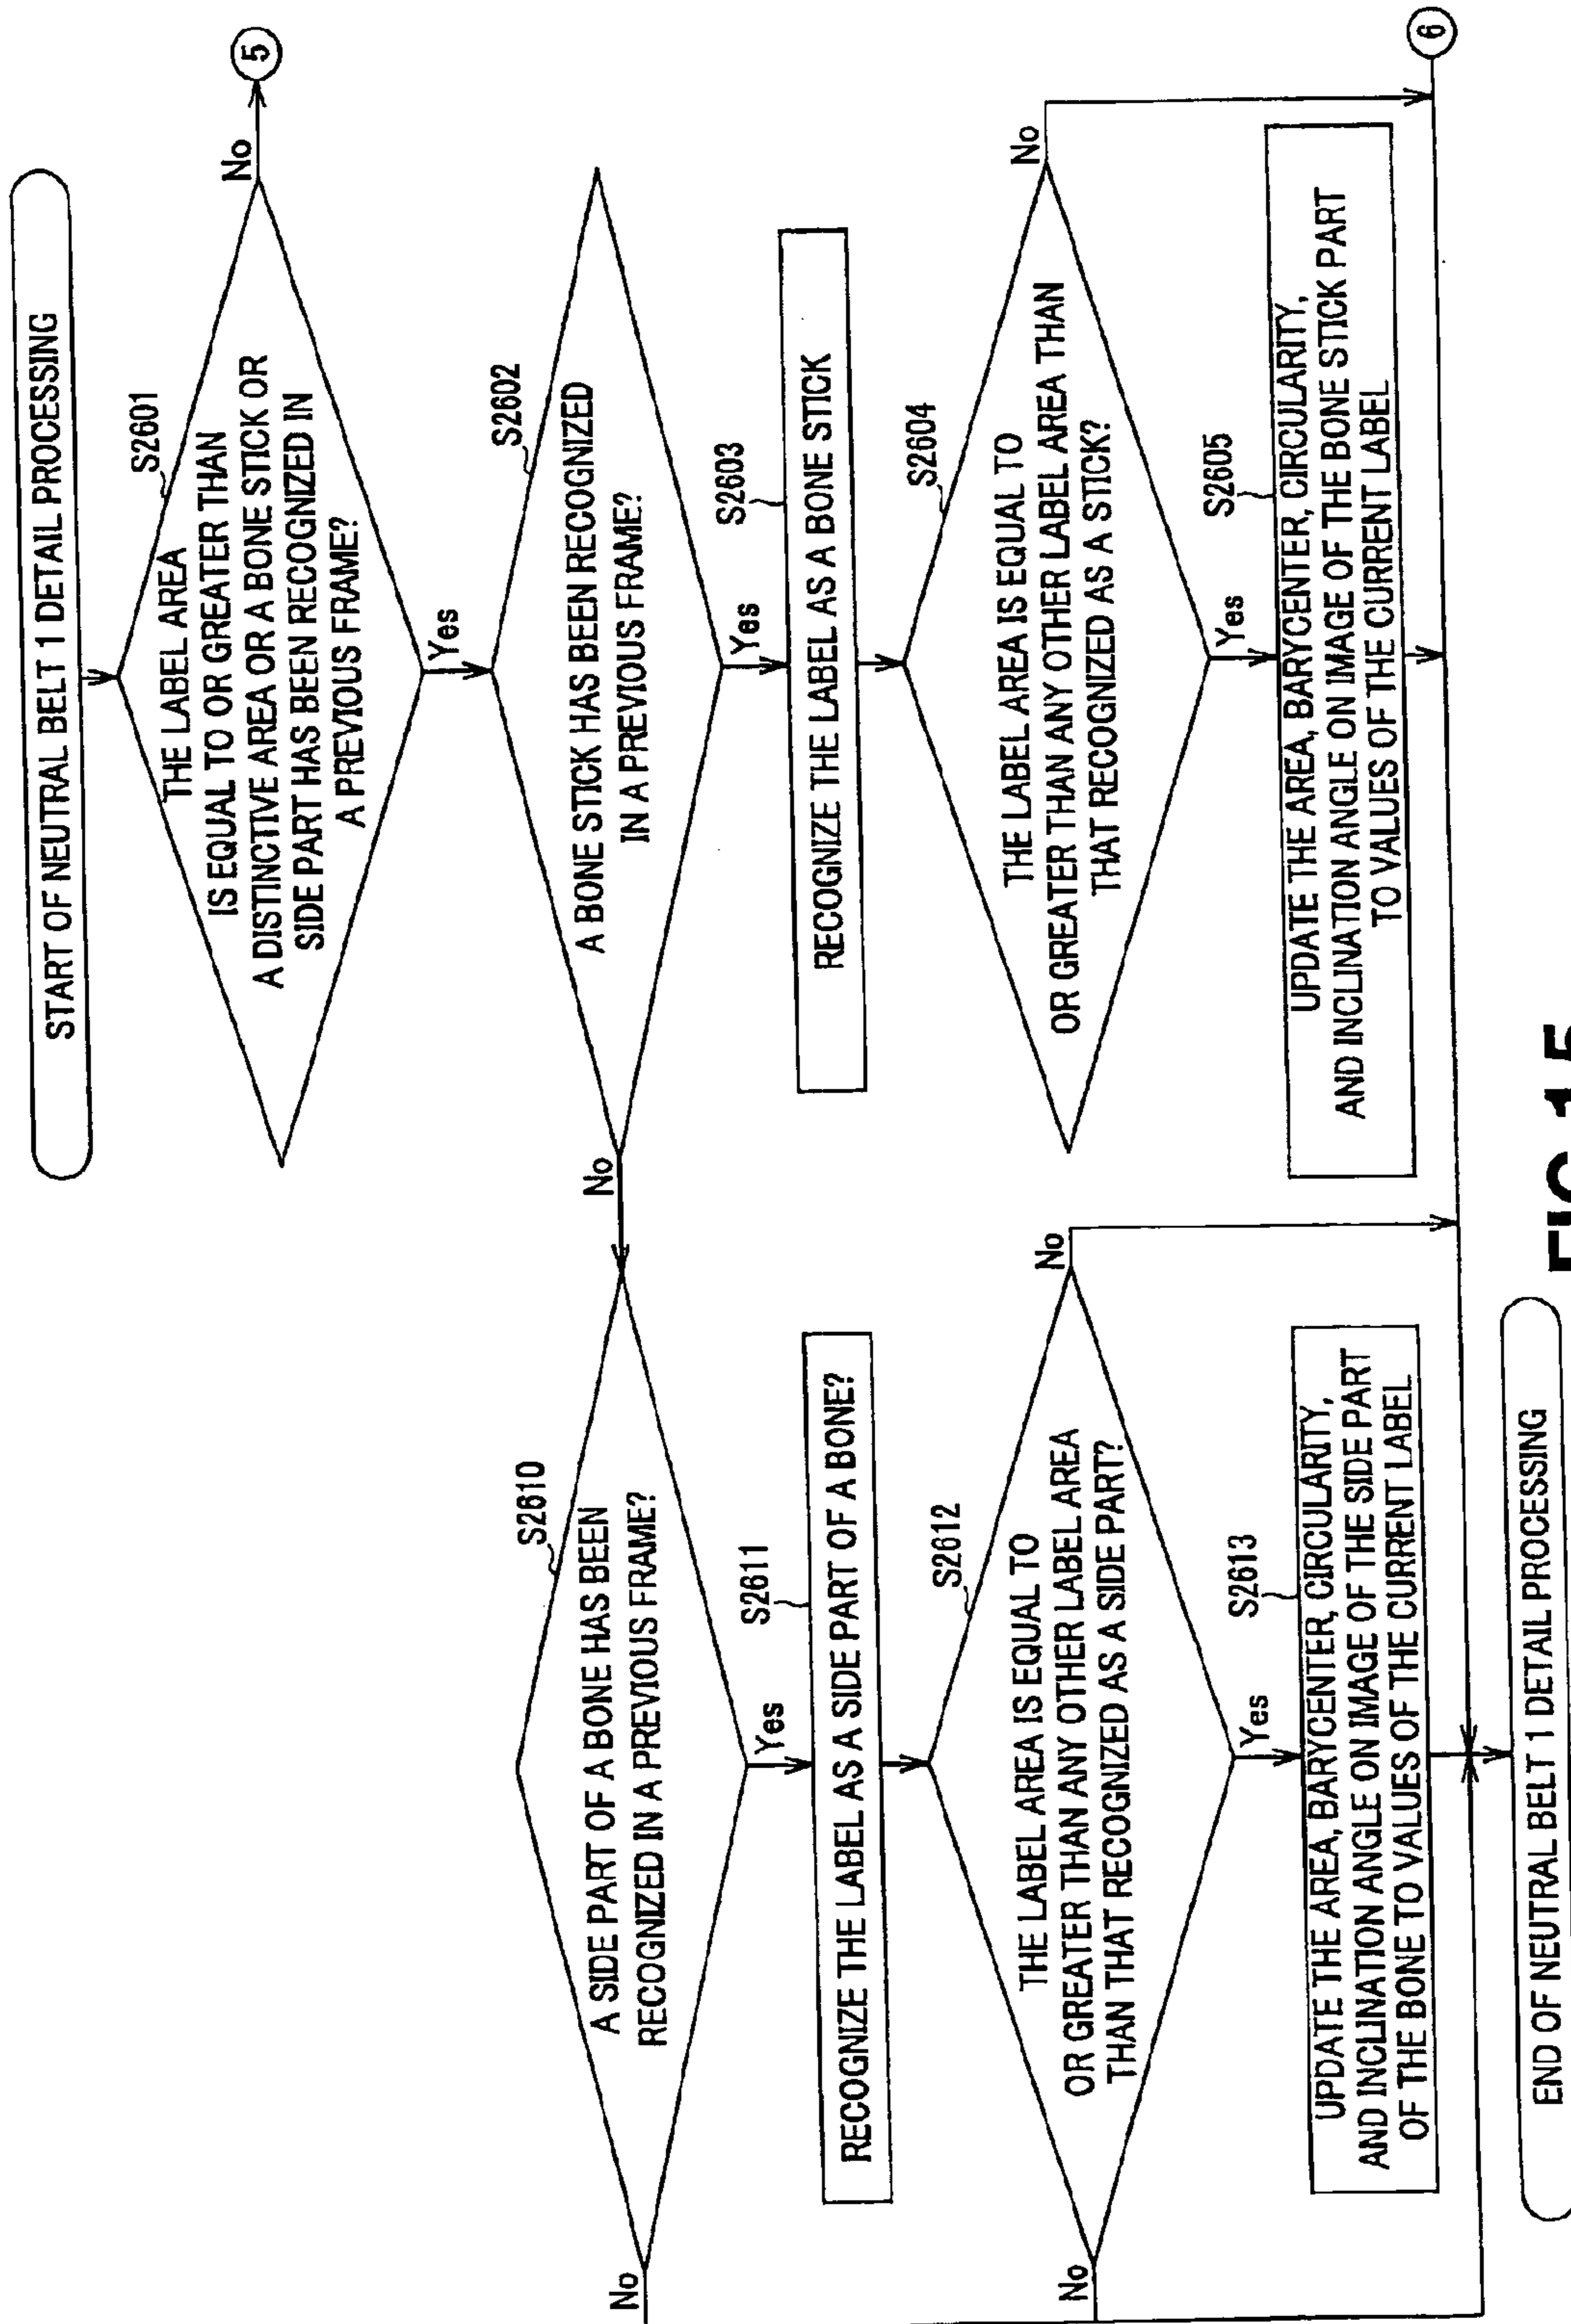 START OF NEUTRAL BELT 1 DETAIL PROCESSING
S2601
THE LABEL AREA
IS EQUAL TO OR GREATER THAN
A DISTINCTIVE AREA OR A BONE STICK OR
SIDE PART HAS BEEN RECOGNIZED IN
A PREVIOUS FRAME?
No
5
Yes
S2602
A BONE STICK HAS BEEN RECOGNIZED
IN A PREVIOUS FRAME?
No
Yes
S2603
RECOGNIZE THE LABEL AS A BONE STICK
S2604
THE LABEL AREA IS EQUAL TO
OR GREATER THAN ANY OTHER LABEL AREA THAN
THAT RECOGNIZED AS A STICK?
No
Yes
S2605
UPDATE THE AREA, BARYCENTER, CIRCULARITY,
AND INCLINATION ANGLE ON IMAGE OF THE BONE STICK PART
TO VALUES OF THE CURRENT LABEL
6
S2610
A SIDE PART OF A BONE HAS BEEN
RECOGNIZED IN A PREVIOUS FRAME?
No
Yes
S2611
RECOGNIZE THE LABEL AS A SIDE PART OF A BONE?
S2612
THE LABEL AREA IS EQUAL TO
OR GREATER THAN ANY OTHER LABEL AREA
THAN THAT RECOGNIZED AS A SIDE PART?
No
No
Yes
S2613
UPDATE THE AREA, BARYCENTER, CIRCULARITY,
AND INCLINATION ANGLE ON IMAGE OF THE SIDE PART
OF THE BONE TO VALUES OF THE CURRENT LABEL
END OF NEUTRAL BELT 1 DETAIL PROCESSING
FIG.15